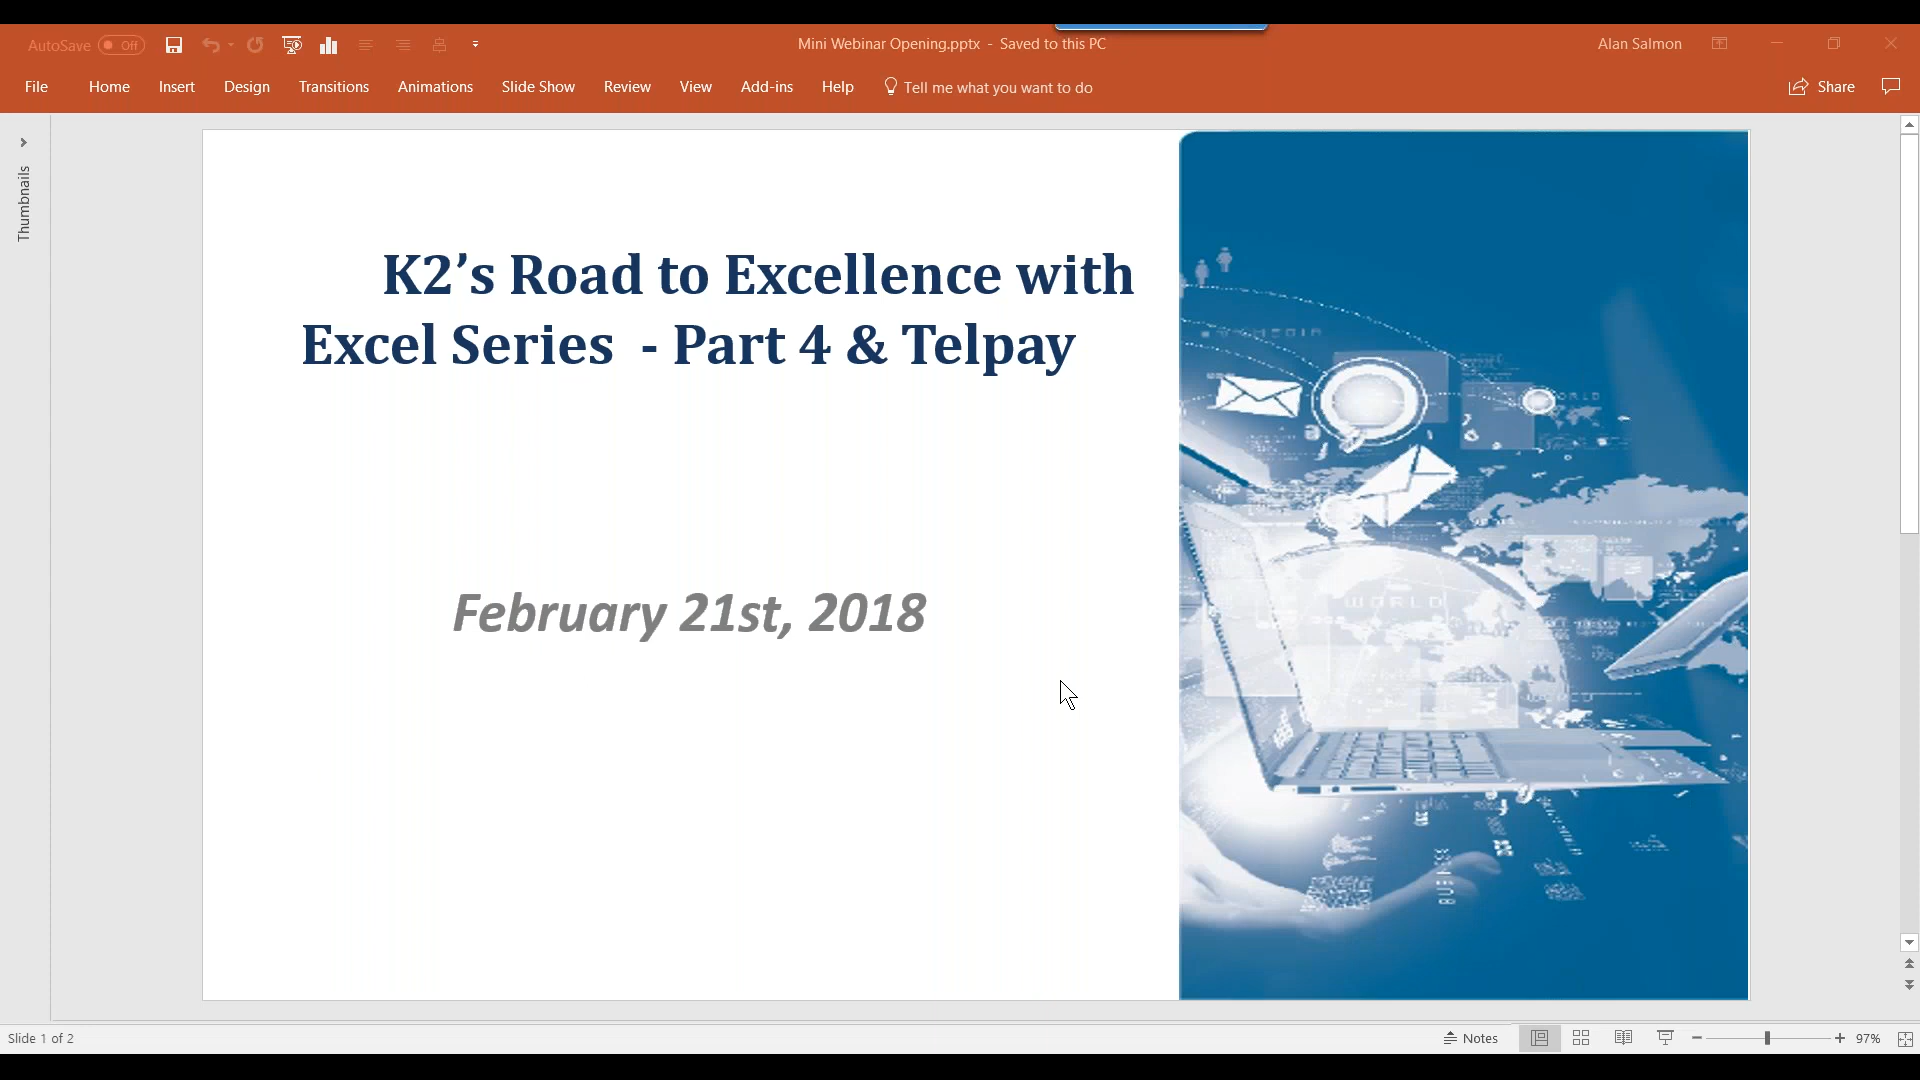 AutoSave Off
Mini Webinar Opening.pptx - Saved to this PC
Alan Salmon
File Home Insert Design Transitions Animations Slide Show Review View Add-ins Help Tell me what you want to do Share
Thumbnails
K2’s Road to Excellence with
Excel Series - Part 4 & Telpay
February 21st, 2018
WORLD
BUSINESS
Slide 1 of 2
Notes
97%